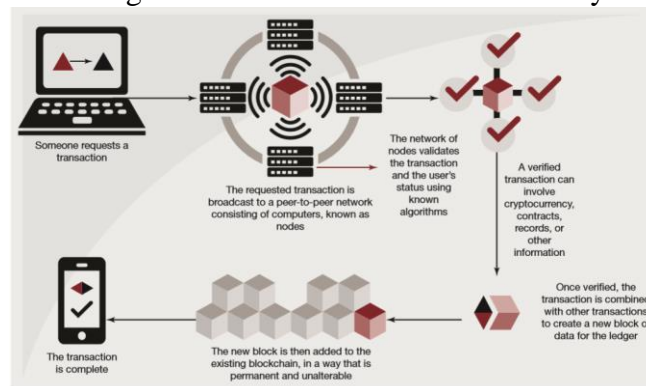 Someone requests a
transaction
The requested transaction is
broadcast to a peer-to-peer network
consisting of computers, known as
nodes
The network of
nodes validates
the transaction
and the user's
status using
known
algorithms
A verified
transaction can
involve
cryptocurrency,
contracts,
records, or
other
information
Once verified, the
transaction is combined
with other transactions
to create a new block of
data for the ledger
The new block is then added to the
existing blockchain, in a way that is
permanent and unalterable
The transaction
is complete